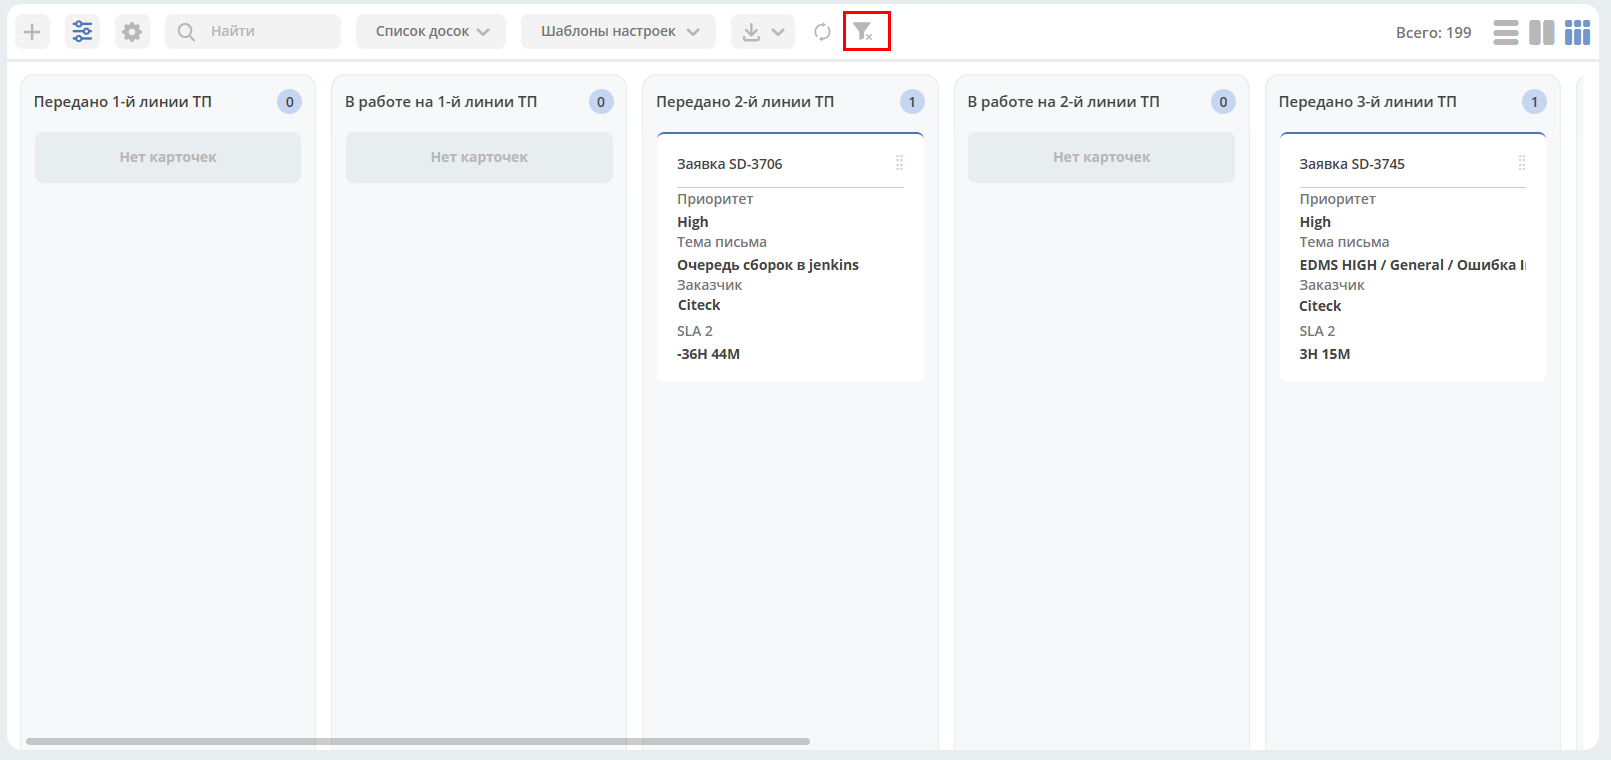 Найти
Список досок
Шаблоны настроек
Всего: 199
Передано 1-й линии ТП
0
Нет карточек
В работе на 1-й линии ТП
0
Нет карточек
Передано 2-й линии ТП
1
Заявка SD-3706
Приоритет
High
Тема письма
Очередь сборок в jenkins
Заказчик
Citeck
SLA 2
-36H 44M
В работе на 2-й линии ТП
0
Нет карточек
Передано 3-й линии ТП
1
Заявка SD-3745
Приоритет
High
Тема письма
EDMS HIGH / General / Ошибка
Заказчик
Citeck
SLA 2
3H 15M